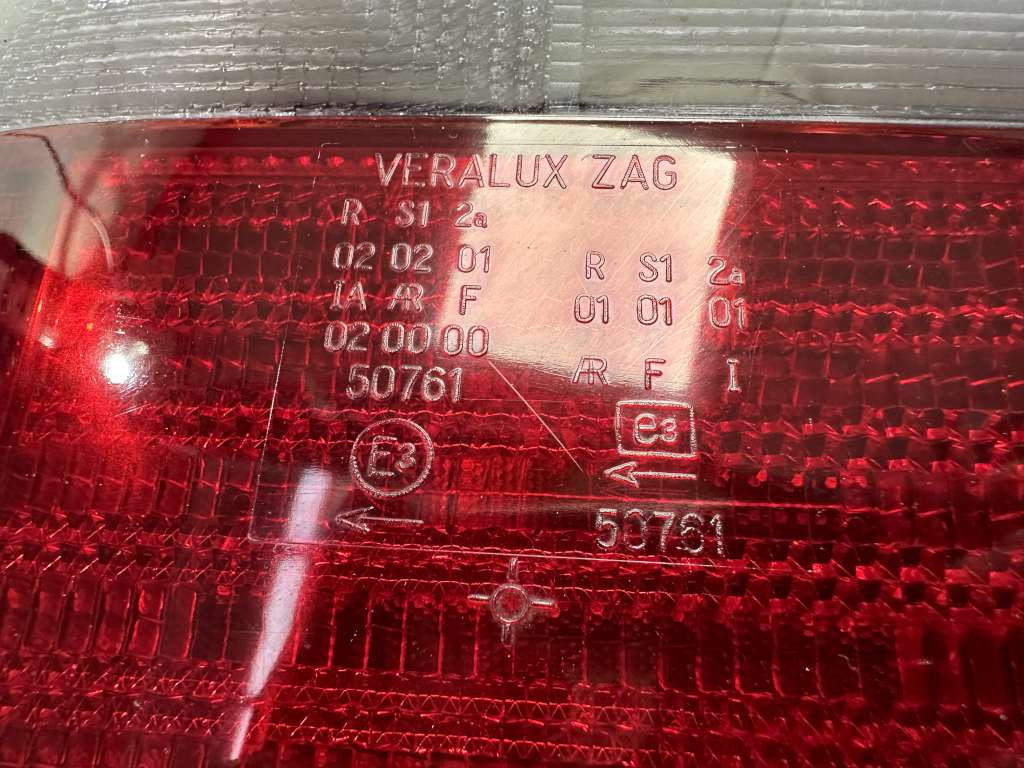 VERALUX ZAG
R S1 2a
02 02 01
IA AR F
02 00 00
50761
E3
R S1 2a
01 01 01
AR F I
e3
50761